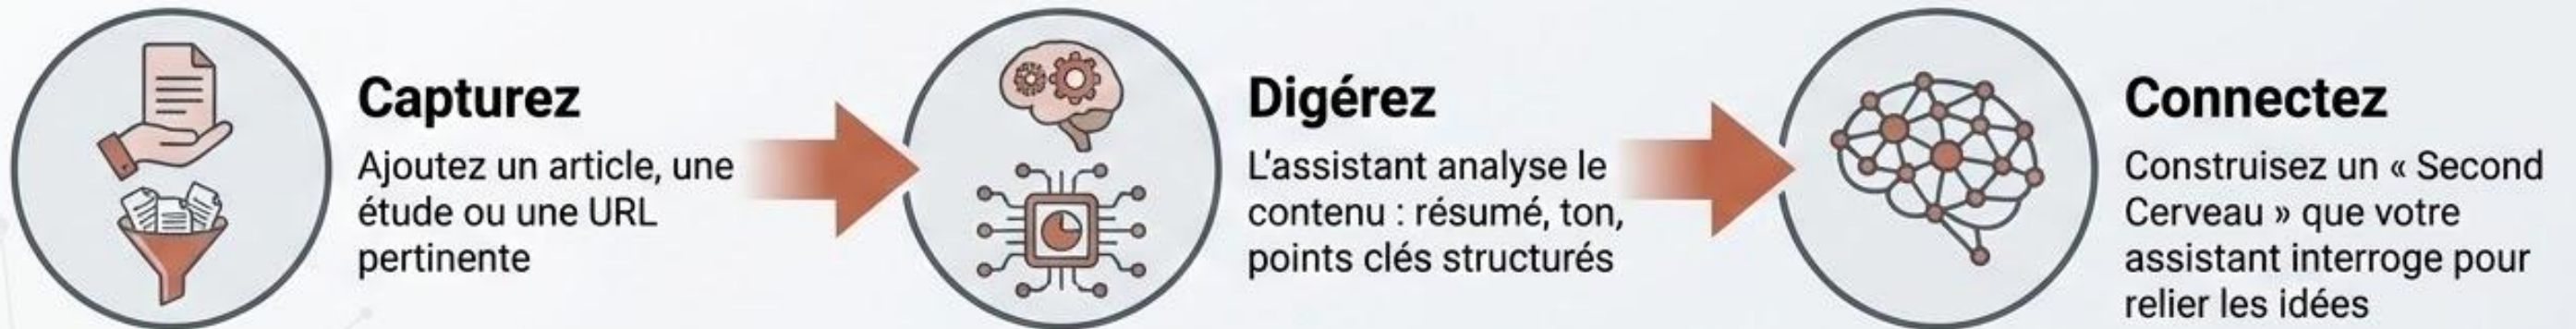 Capturez
Ajoutez un article, une
étude ou une URL
pertinente
Digérez
L'assistant analyse le
contenu : résumé, ton,
points clés structurés
Connectez
Construisez un « Second
Cerveau » que votre
assistant interroge pour
relier les idées